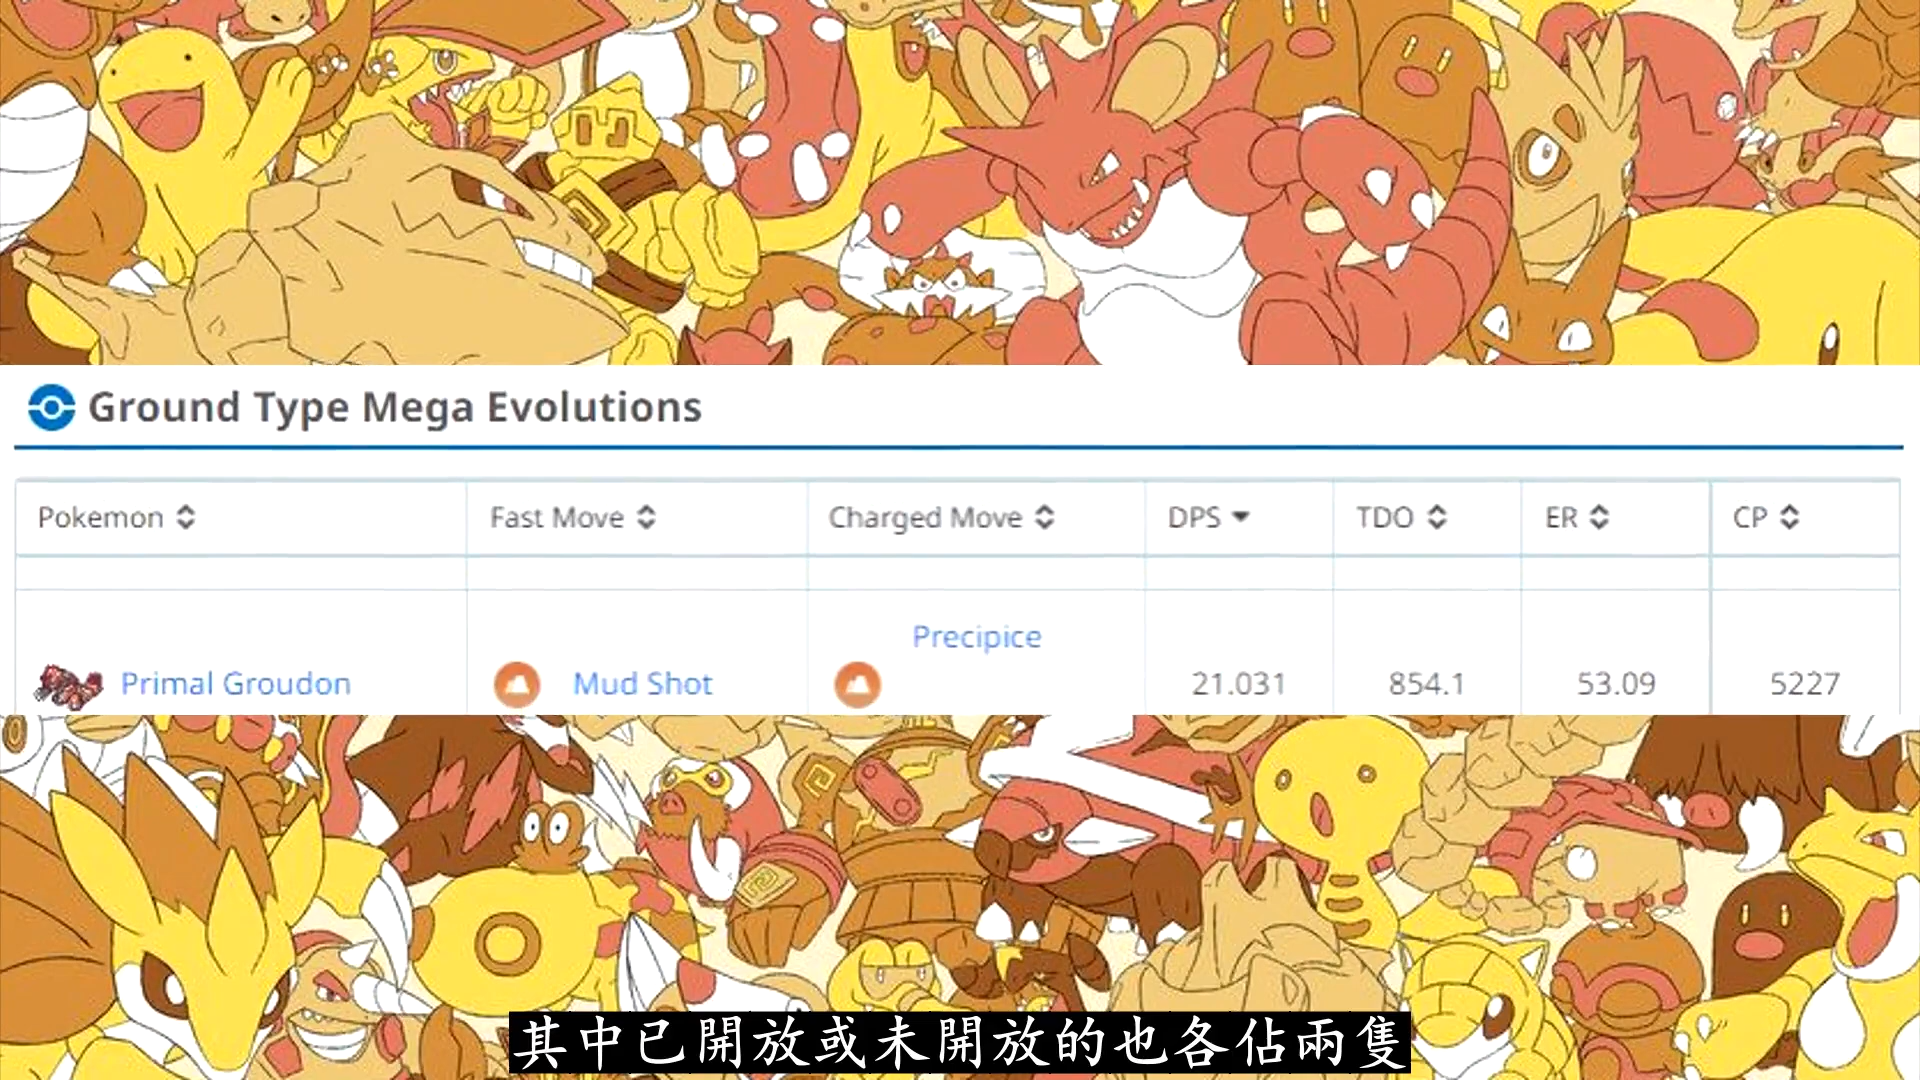 Ground Type Mega Evolutions
Pokemon Fast Move Charged Move DPS TDO ER CP
Precipice
Primal Groudon Mud Shot 21.031 854.1 53.09 5227
其中已開放或未開放的也各佔兩隻